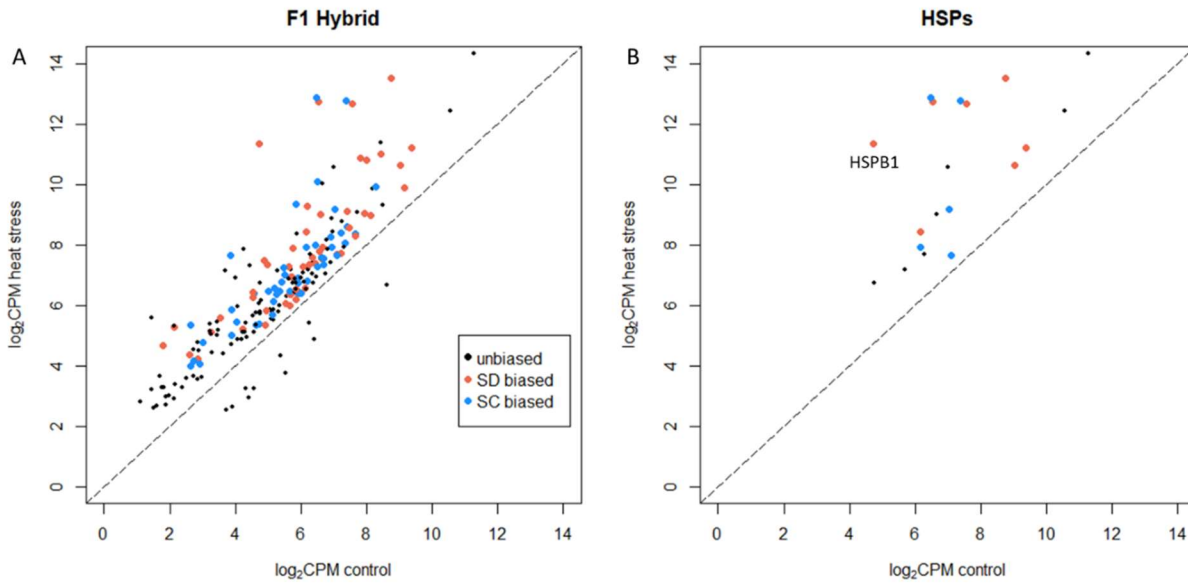 F1 Hybrid
A
log₂CPM heat stress
14
12
10
8
6
4
2
0
unbiased
SD biased
SC biased
0 2 4 6 8 10 12 14
log₂CPM control
HSPs
B
log₂CPM heat stress
14
12
10
8
6
4
2
0
HSPB1
0 2 4 6 8 10 12 14
log₂CPM control